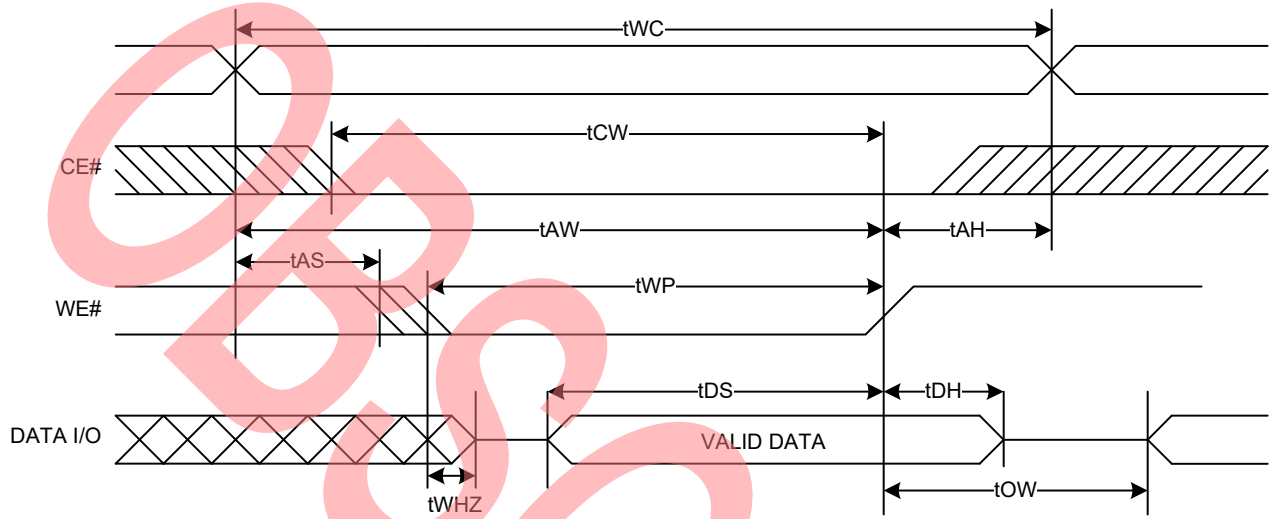 tWC
tCW
CE#
tAW
tAH
tAS
tWP
WE#
tDS
tDH
DATA I/O
VALID DATA
tWHZ
tOW